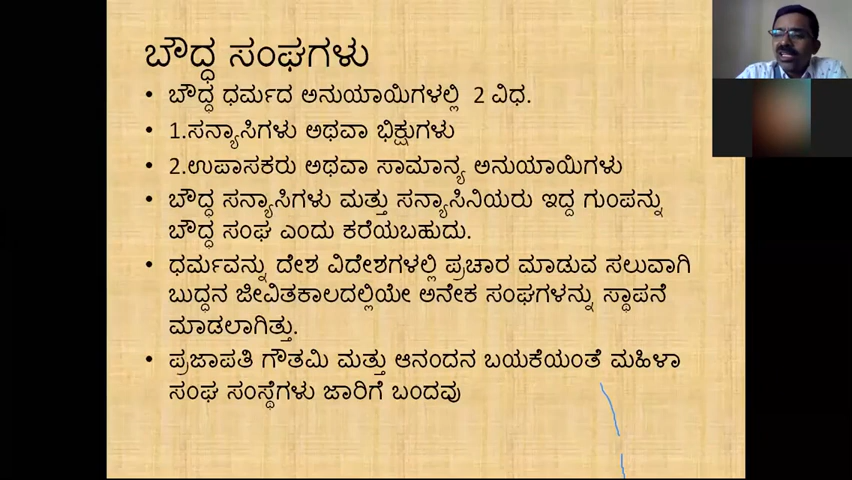 ಬೌದ್ಧ ಸಂಘಗಳು
• ಬೌದ್ಧ ಧರ್ಮದ ಅನುಯಾಯಿಗಳಲ್ಲಿ 2 ವಿಧ.
• 1.ಸನ್ಯಾಸಿಗಳು ಅಥವಾ ಭಿಕ್ಷುಗಳು
• 2.ಉಪಾಸಕರು ಅಥವಾ ಸಾಮಾನ್ಯ ಅನುಯಾಯಿಗಳು
• ಬೌದ್ಧ ಸನ್ಯಾಸಿಗಳು ಮತ್ತು ಸನ್ಯಾಸಿನಿಯರು ಇದ್ದ ಗುಂಪನ್ನು
ಬೌದ್ಧ ಸಂಘ ಎಂದು ಕರೆಯಬಹುದು.
• ಧರ್ಮವನ್ನು ದೇಶ ವಿದೇಶಗಳಲ್ಲಿ ಪ್ರಚಾರ ಮಾಡುವ ಸಲುವಾಗಿ
ಬುದ್ಧನ ಜೀವಿತಕಾಲದಲ್ಲಿಯೇ ಅನೇಕ ಸಂಘಗಳನ್ನು ಸ್ಥಾಪನೆ
ಮಾಡಲಾಗಿತ್ತು.
• ಪ್ರಜಾಪತಿ ಗೌತಮಿ ಮತ್ತು ಆನಂದನ ಬಯಕೆಯಂತೆ ಮಹಿಳಾ
ಸಂಘ ಸಂಸ್ಥೆಗಳು ಜಾರಿಗೆ ಬಂದವು